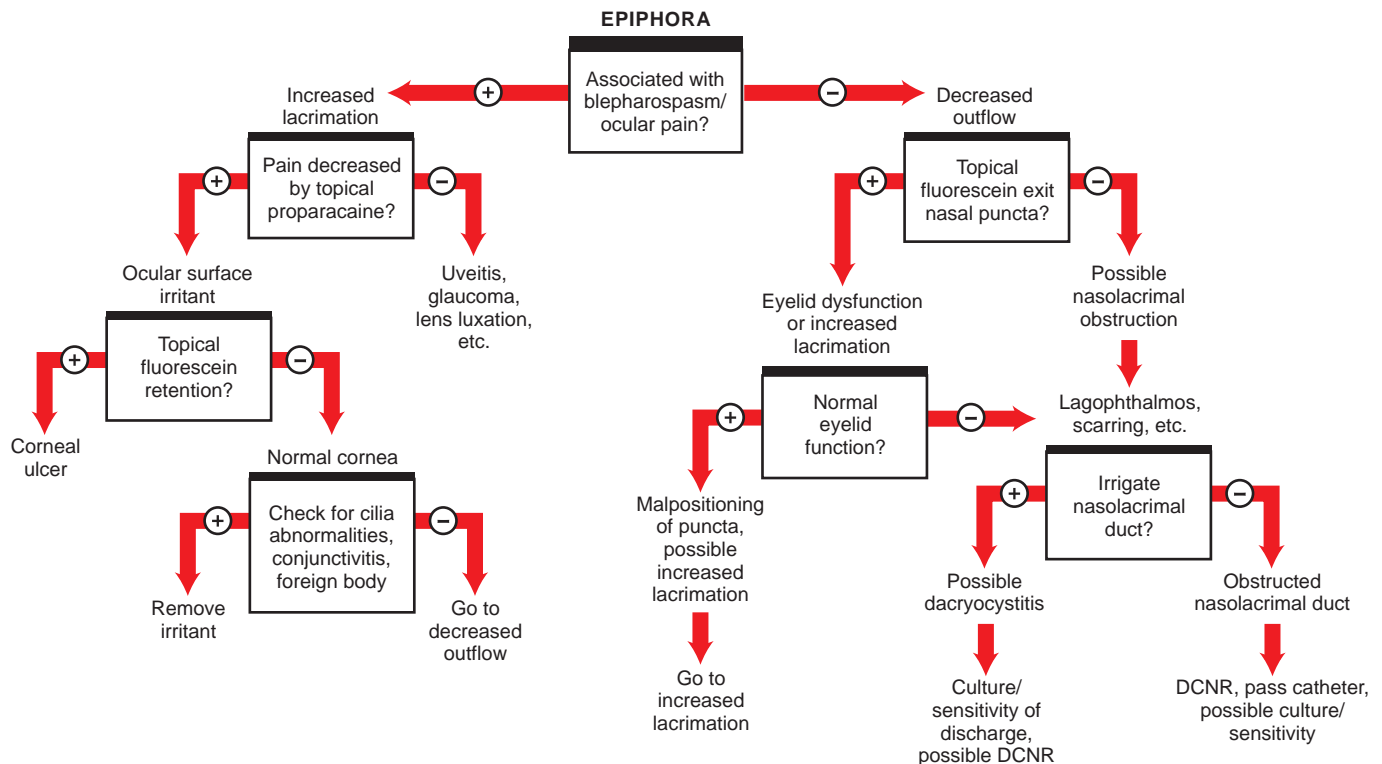 EPIPHORA
Associated with
blepharospasm/
ocular pain?
+
−
Increased
lacrimation
Decreased
outflow
Pain decreased
by topical
proparacaine?
+
−
Topical
fluorescein exit
nasal puncta?
+
−
Ocular surface
irritant
Uveitis,
glaucoma,
lens luxation,
etc.
Eyelid dysfunction
or increased
lacrimation
Possible
nasolacrimal
obstruction
Topical
fluorescein
retention?
+
−
Normal
eyelid
function?
+
−
Lagophthalmos,
scarring, etc.
Corneal
ulcer
Normal cornea
Check for cilia
abnormalities,
conjunctivitis,
foreign body
+
−
Irrigate
nasolacrimal
duct?
+
−
Malpositioning
of puncta,
possible
increased
lacrimation
Remove
irritant
Go to
decreased
outflow
Possible
dacryocystitis
Obstructed
nasolacrimal duct
Go to
increased
lacrimation
Culture/
sensitivity of
discharge,
possible DCNR
DCNR, pass catheter,
possible culture/
sensitivity